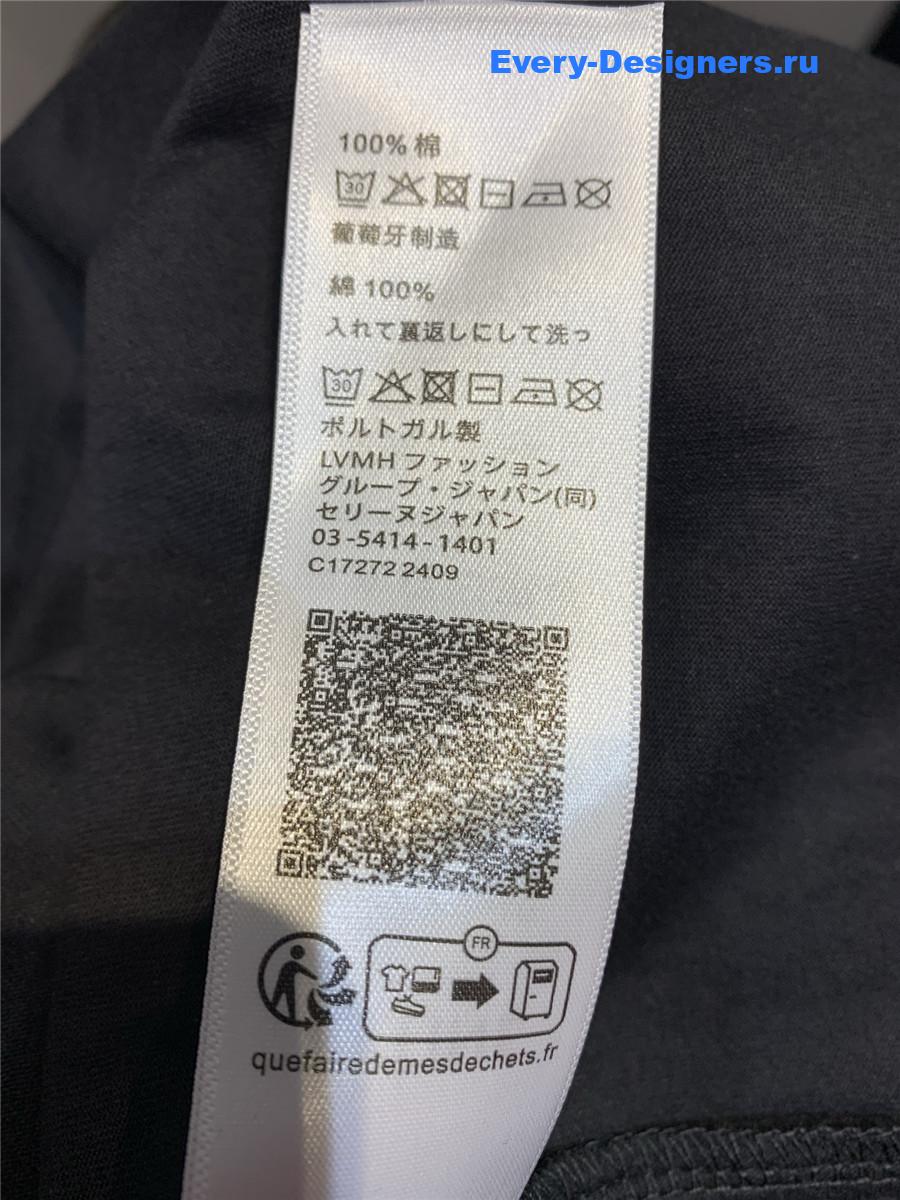 Every-Designers.ru
100% 棉
30
葡萄牙制造
綿 100%
入れて裏返しにして洗っ
30
ポルトガル製
LVMH ファッション
グループ・ジャパン(同)
セリーヌジャパン
03-5414-1401
C17272 2409
FR
quefairedemesdechets.fr